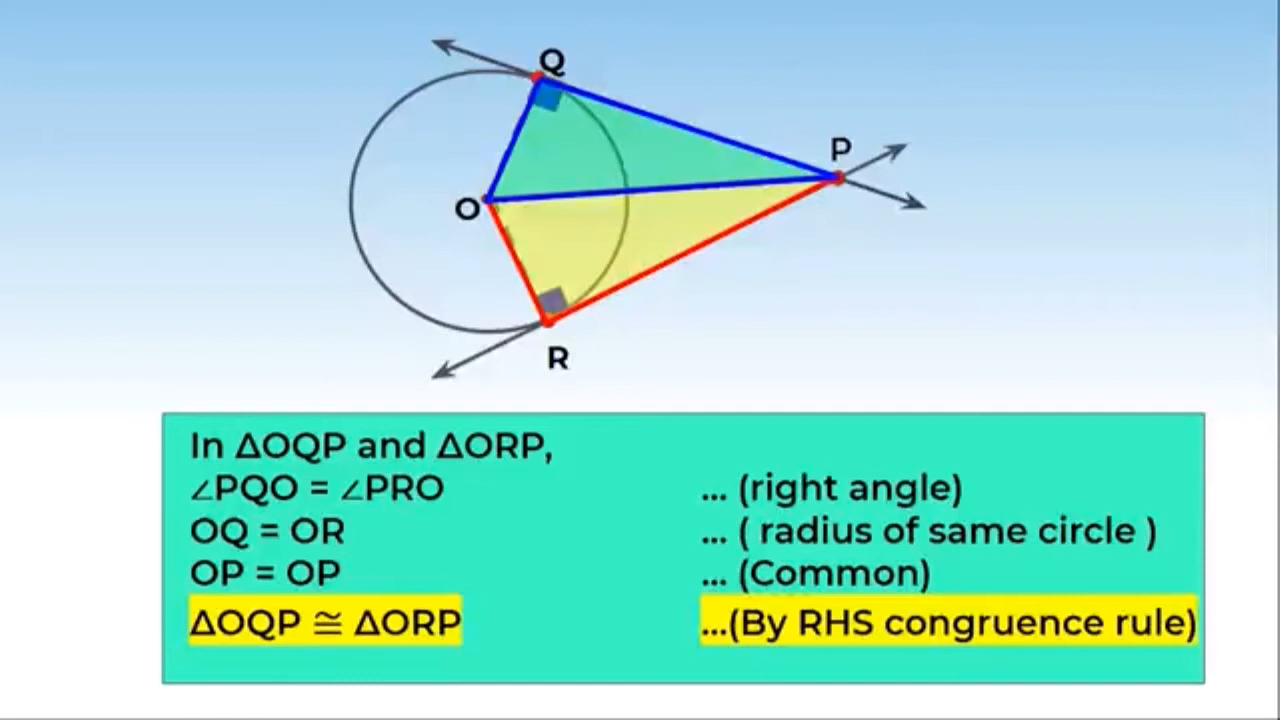 Q
P
O
R
In ΔOQP and ΔORP,
∠PQO = ∠PRO ... (right angle)
OQ = OR ... ( radius of same circle )
OP = OP ... (Common)
ΔOQP ≅ ΔORP ...(By RHS congruence rule)